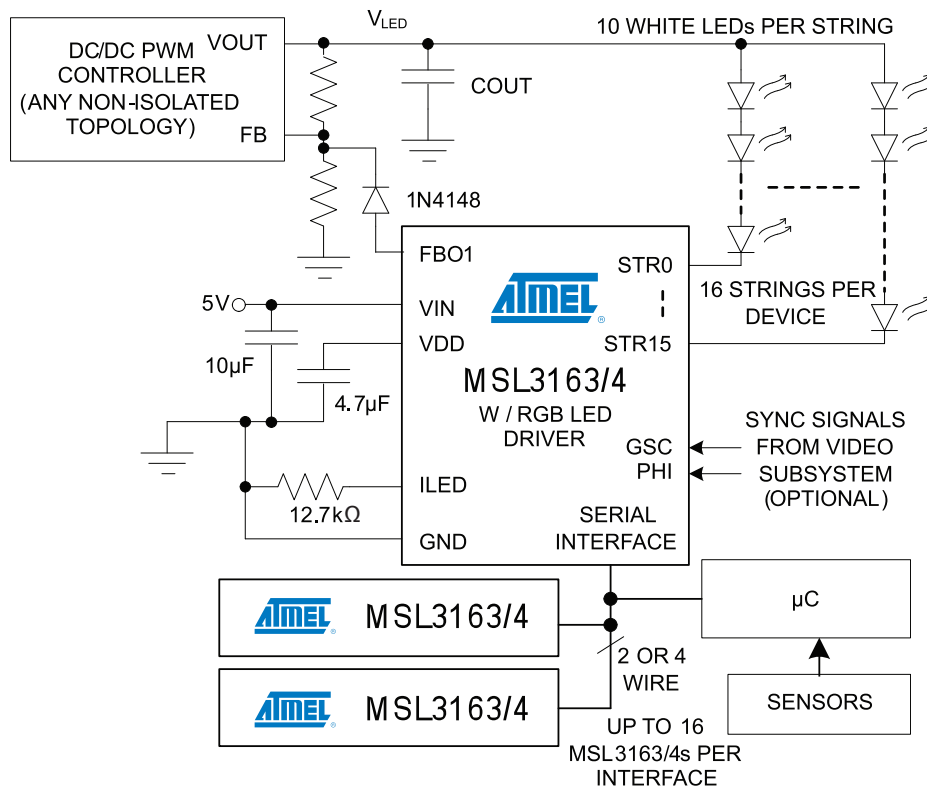 DC/DC PWM
CONTROLLER
(ANY NON-ISOLATED
TOPOLOGY)
VOUT
FB
VLED
COUT
10 WHITE LEDs PER STRING
1N4148
FBO1
5V
VIN
10µF
VDD
4.7µF
ATMEL
®
MSL3163/4
W / RGB LED
DRIVER
STR0
16 STRINGS PER
DEVICE
STR15
GSC
PHI
SYNC SIGNALS
FROM VIDEO
SUBSYSTEM
(OPTIONAL)
ILED
12.7kΩ
GND
SERIAL
INTERFACE
ATMEL® MSL3163/4
ATMEL® MSL3163/4
µC
SENSORS
2 OR 4
WIRE
UP TO 16
MSL3163/4s PER
INTERFACE